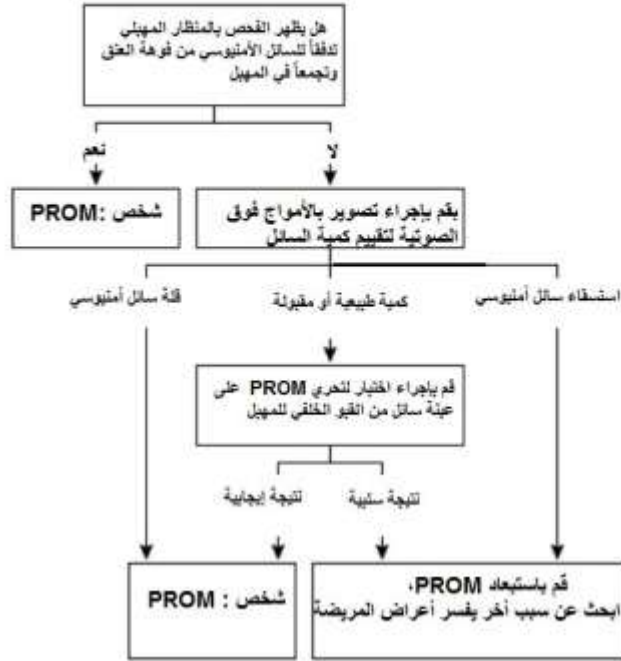 هل يظهر الفحص بالمنظار المهبلي
تدفقاً للسائل الأمنيوسي من فوهة العنق
وتجمعاً في المهبل
نعم
لا
شخص :PROM
يقم بإجراء تصوير بالأمواج فوق
الصوتية لتقييم كمية السائل
قلة سائل أمنيوسي
كمية طبيعية أو مقبولة
استسقاء سائل أمنيوسي
قم بإجراء اختبار لتحري PROM على
عينة سائل من القبو الخلفي للمهبل
نتيجة إيجابية
نتيجة سلبية
شخص : PROM
قم باستبعاد PROM،
ابحث عن سبب أخر يفسر أعراض المريضة